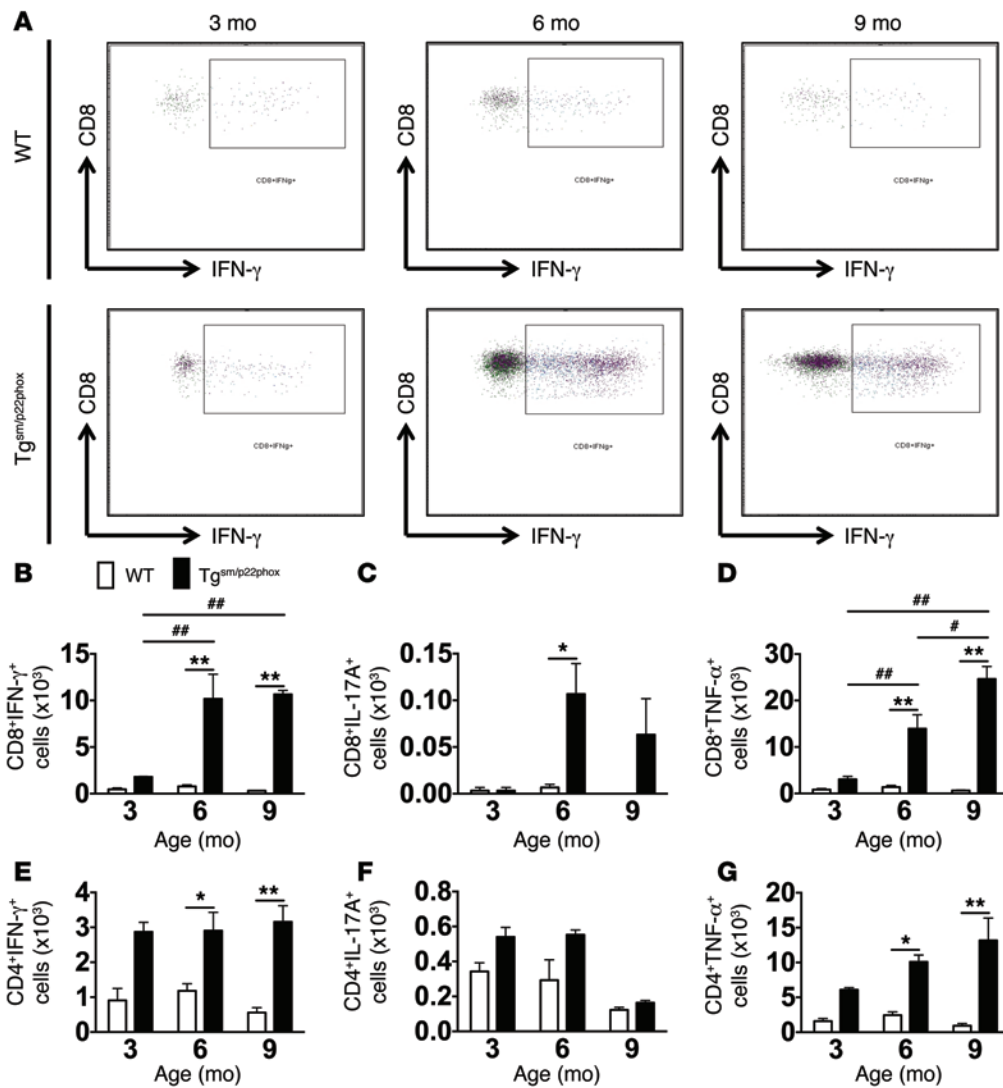 A
3 mo
6 mo
9 mo
WT
CD8
IFN-γ
CD8+IFNg+
CD8
IFN-γ
CD8+IFNg+
CD8
IFN-γ
CD8+IFNg+
Tgsm/p22phox
CD8
IFN-γ
CD8+IFNg+
CD8
IFN-γ
CD8+IFNg+
CD8
IFN-γ
CD8+IFNg+
B
WT
Tgsm/p22phox
##
##
**
**
CD8+IFN-γ+
cells (x10³)
15
10
5
0
3 6 9
Age (mo)
C
*
CD8+IL-17A+
cells (x10³)
0.15
0.10
0.05
0.00
3 6 9
Age (mo)
D
##
#
##
**
**
CD8+TNF-α+
cells (x10³)
30
20
10
0
3 6 9
Age (mo)
E
*
**
CD4+IFN-γ+
cells (x10³)
4
3
2
1
0
3 6 9
Age (mo)
F
CD4+IL-17A+
cells (x10³)
0.8
0.6
0.4
0.2
0.0
3 6 9
Age (mo)
G
*
**
CD4+TNF-α+
cells (x10³)
20
15
10
5
0
3 6 9
Age (mo)